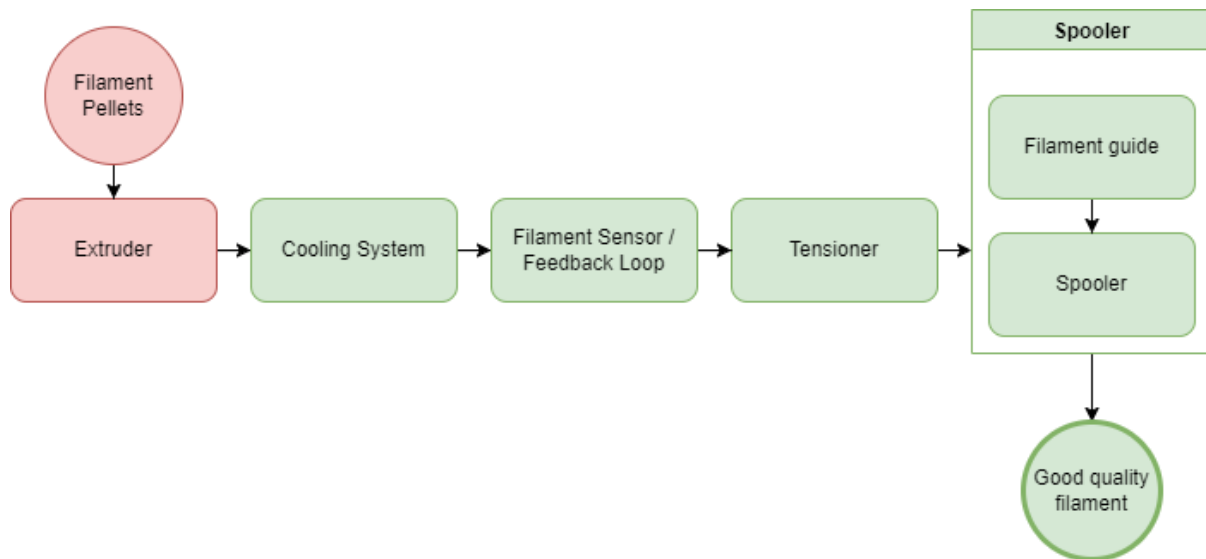 Filament
Pellets
Extruder
Cooling System
Filament Sensor /
Feedback Loop
Tensioner
Spooler
Filament guide
Spooler
Good quality
filament